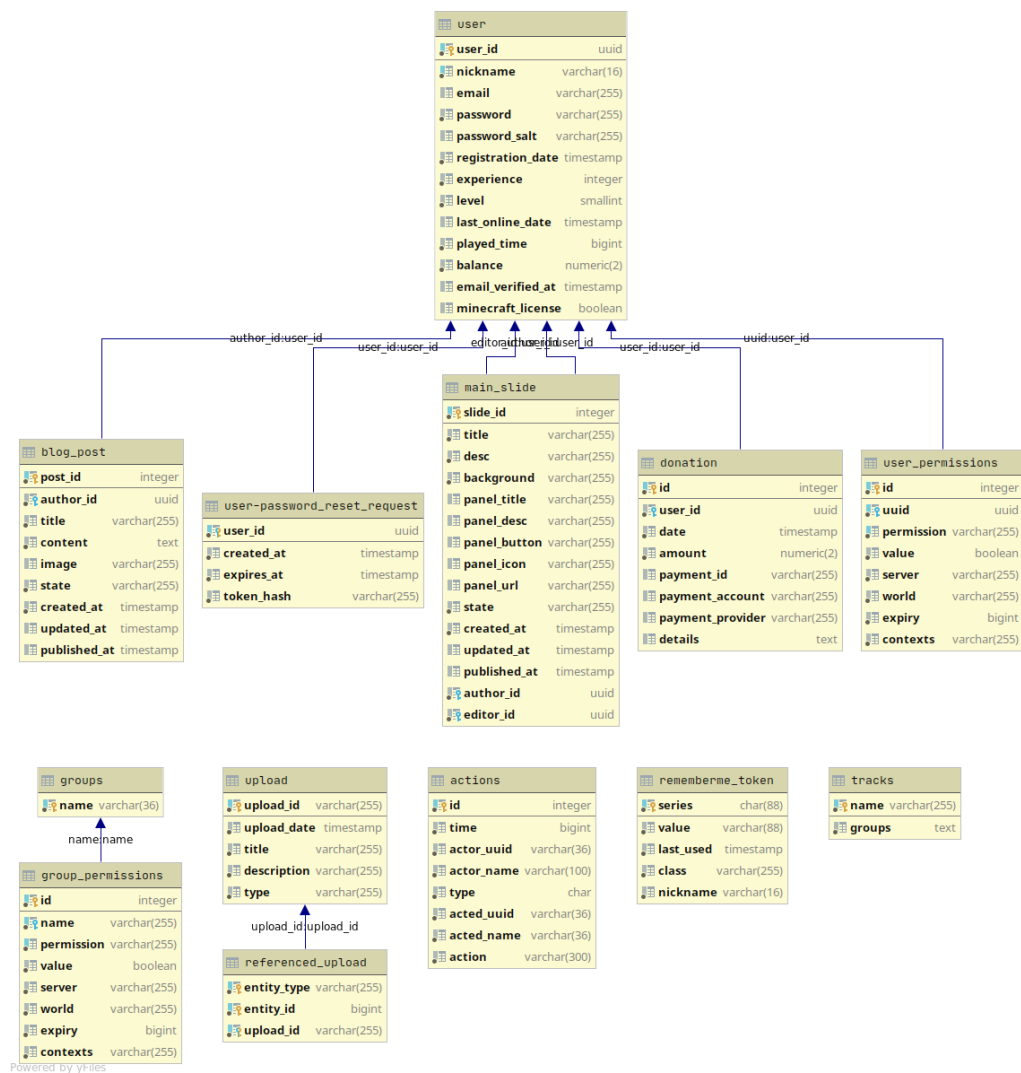 user
user_id uuid
nickname varchar(16)
email varchar(255)
password varchar(255)
password_salt varchar(255)
registration_date timestamp
experience integer
level smallint
last_online_date timestamp
played_time bigint
balance numeric(2)
email_verified_at timestamp
minecraft_license boolean
author_id:user_id
user_id:user_id
user_id:user_id
uuid:user_id
blog_post
post_id integer
author_id uuid
title varchar(255)
content text
image varchar(255)
state varchar(255)
created_at timestamp
updated_at timestamp
published_at timestamp
user-password_reset_request
user_id uuid
created_at timestamp
expires_at timestamp
token_hash varchar(255)
main_slide
slide_id integer
title varchar(255)
desc varchar(255)
background varchar(255)
panel_title varchar(255)
panel_desc varchar(255)
panel_button varchar(255)
panel_icon varchar(255)
panel_url varchar(255)
state varchar(255)
created_at timestamp
updated_at timestamp
published_at timestamp
author_id uuid
editor_id uuid
donation
id integer
user_id uuid
date timestamp
amount numeric(2)
payment_id varchar(255)
payment_account varchar(255)
payment_provider varchar(255)
details text
user_permissions
id integer
uuid uuid
permission varchar(255)
value boolean
server varchar(255)
world varchar(255)
expiry bigint
contexts varchar(255)
groups
name varchar(36)
name:name
group_permissions
id integer
name varchar(255)
permission varchar(255)
value boolean
server varchar(255)
world varchar(255)
expiry bigint
contexts varchar(255)
upload
upload_id varchar(255)
upload_date timestamp
title varchar(255)
description varchar(255)
type varchar(255)
upload_id:upload_id
referenced_upload
entity_type varchar(255)
entity_id bigint
upload_id varchar(255)
actions
id integer
time bigint
actor_uuid varchar(36)
actor_name varchar(100)
type char
acted_uuid varchar(36)
acted_name varchar(36)
action varchar(300)
rememberme_token
series char(88)
value varchar(88)
last_used timestamp
class varchar(255)
nickname varchar(16)
tracks
name varchar(255)
groups text
Powered by yFiles